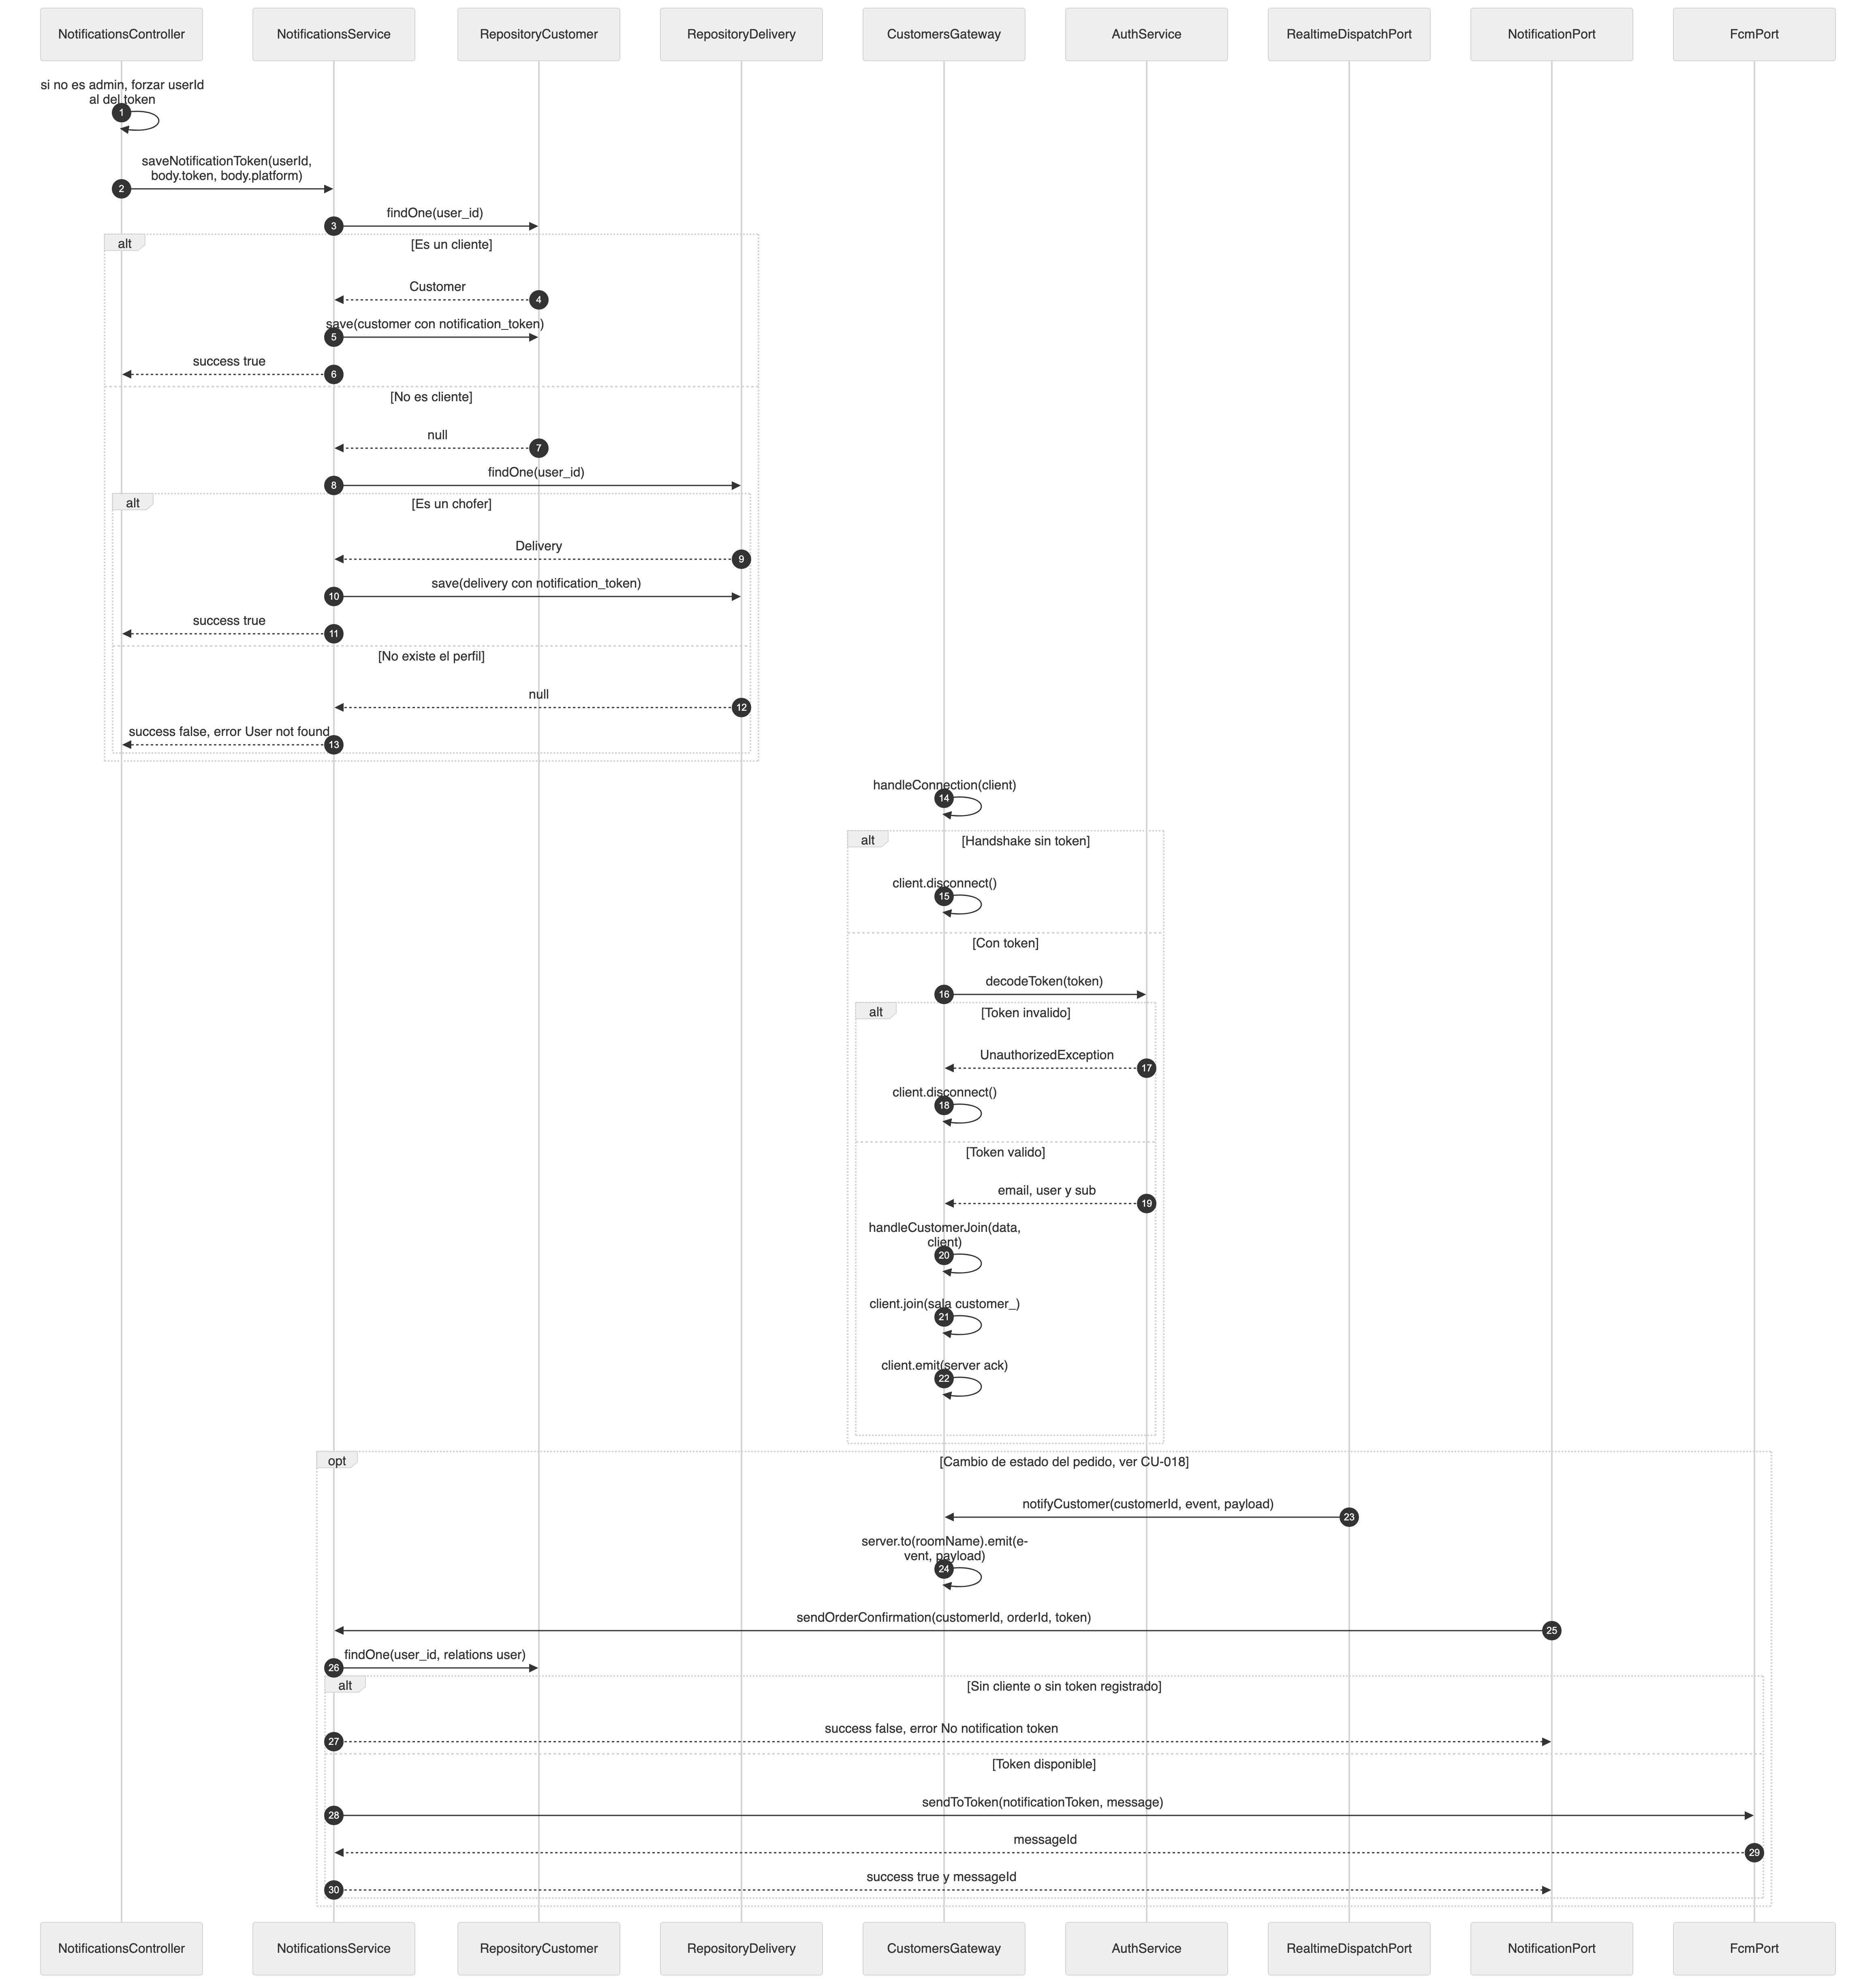 NotificationsController
NotificationsService
RepositoryCustomer
RepositoryDelivery
CustomersGateway
AuthService
RealtimeDispatchPort
NotificationPort
FcmPort
si no es admin, forzar userId
al del token
1
saveNotificationToken(userId,
body.token, body.platform)
2
findOne(user_id)
3
alt
[Es un cliente]
Customer
4
save(customer con notification_token)
5
success true
6
[No es cliente]
null
7
findOne(user_id)
8
alt
[Es un chofer]
Delivery
9
save(delivery con notification_token)
10
success true
11
[No existe el perfil]
null
12
success false, error User not found
13
handleConnection(client)
14
alt
[Handshake sin token]
client.disconnect()
15
[Con token]
decodeToken(token)
16
alt
[Token invalido]
UnauthorizedException
17
client.disconnect()
18
[Token valido]
email, user y sub
19
handleCustomerJoin(data,
client)
20
client.join(sala customer_)
21
client.emit(server ack)
22
opt
[Cambio de estado del pedido, ver CU-018]
notifyCustomer(customerId, event, payload)
23
server.to(roomName).emit(e-
vent, payload)
24
sendOrderConfirmation(customerId, orderId, token)
25
findOne(user_id, relations user)
26
alt
[Sin cliente o sin token registrado]
success false, error No notification token
27
[Token disponible]
sendToToken(notificationToken, message)
28
messageId
29
success true y messageId
30
NotificationsController
NotificationsService
RepositoryCustomer
RepositoryDelivery
CustomersGateway
AuthService
RealtimeDispatchPort
NotificationPort
FcmPort